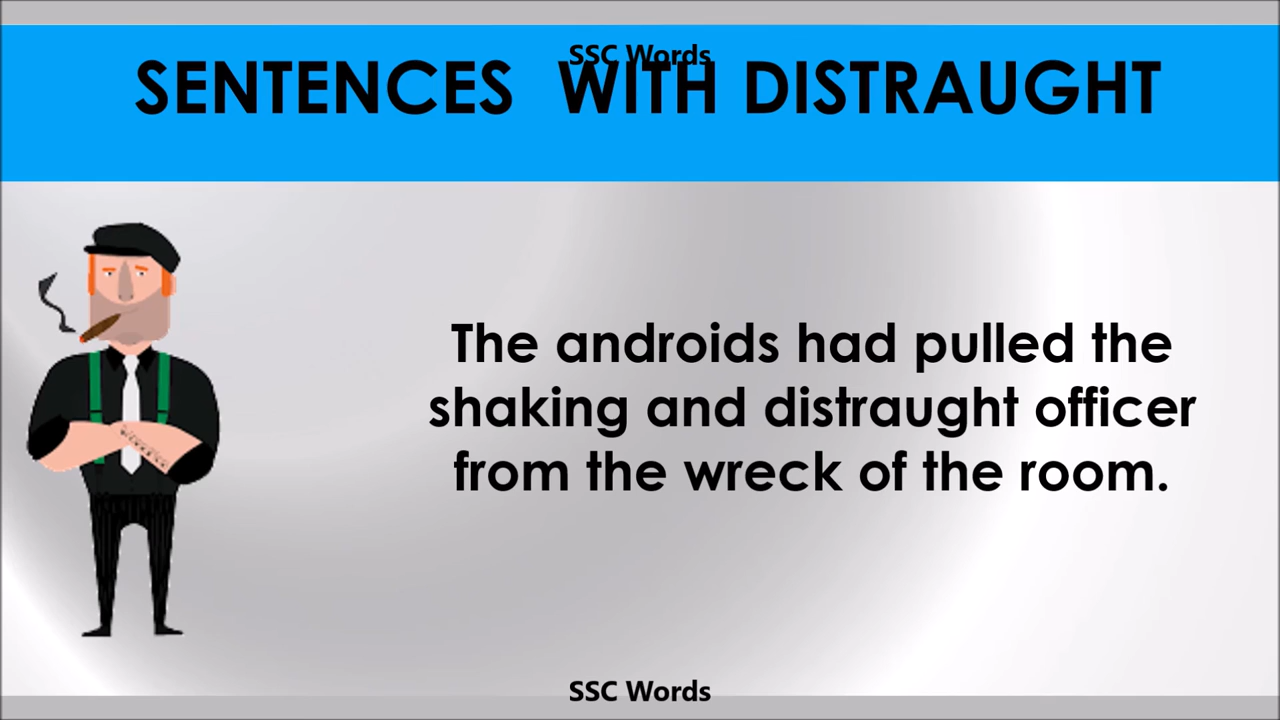 SSC Words
SENTENCES WITH DISTRAUGHT
The androids had pulled the
shaking and distraught officer
from the wreck of the room.
SSC Words